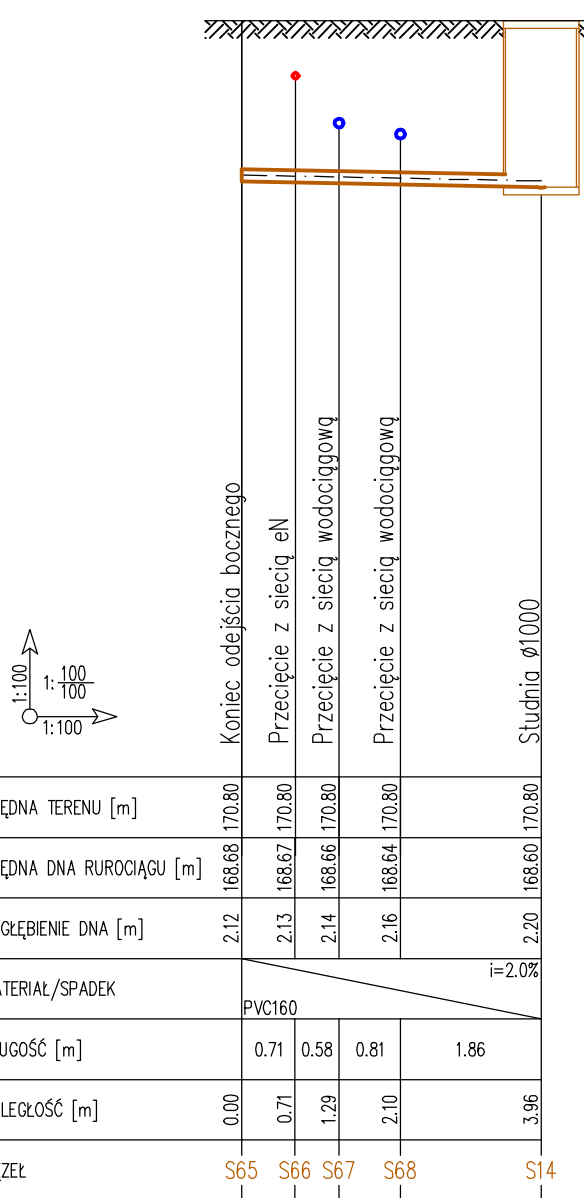 Koniec odejścia bocznego
Przecięcie z siecią eN
Przecięcie z siecią wodociągową
Przecięcie z siecią wodociągową
Studnia ø1000
1:100
1:100/100
1:100
ĘDNA TERENU [m] 170.80 170.80 170.80 170.80 170.80
ĘDNA DNA RUROCIĄGU [m] 168.68 168.67 168.66 168.64 168.60
GŁĘBIENIE DNA [m] 2.12 2.13 2.14 2.16 2.20
ATERIAŁ/SPADEK PVC160 i=2.0%
UGOŚĆ [m] 0.71 0.58 0.81 1.86
LEGŁOŚĆ [m] 0.00 0.71 1.29 2.10 3.96
ZEŁ S65 S66 S67 S68 S14